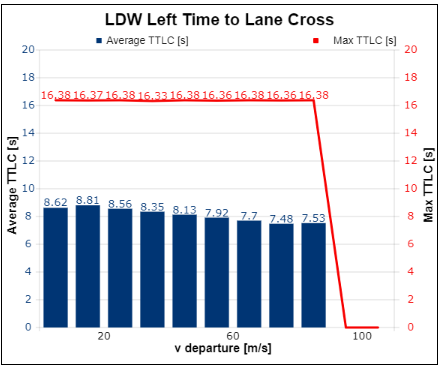 LDW Left Time to Lane Cross
Average TTLC [s]
Max TTLC [s]
20
18
16
14
12
10
8
6
4
2
0
Average TTLC [s]
16.38 16.37 16.38 16.33 16.38 16.36 16.38 16.36 16.38
8.62 8.81 8.56 8.35 8.13 7.92 7.7 7.48 7.53
20
18
16
14
12
10
8
6
4
2
0
Max TTLC [s]
20 60 100
v departure [m/s]